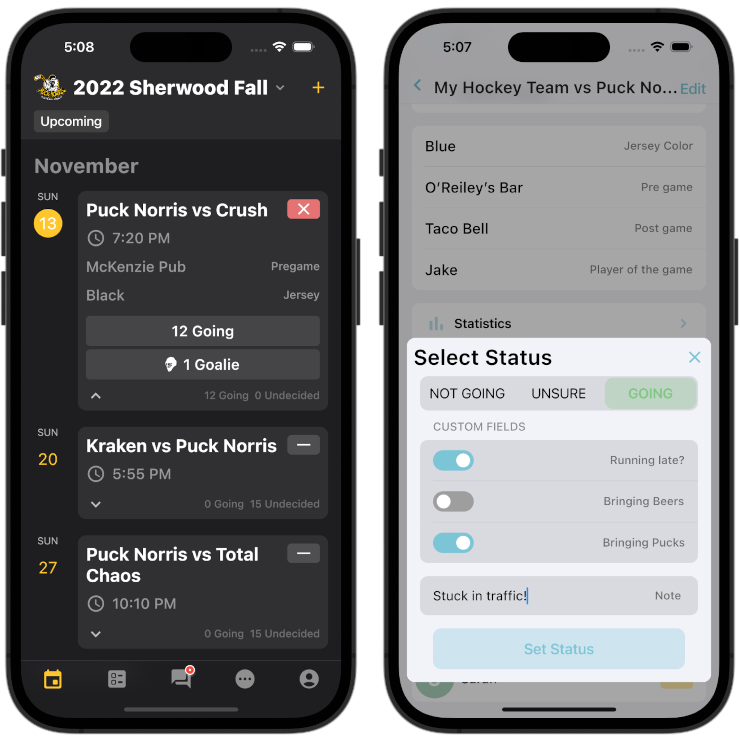 5:08
2022 Sherwood Fall
+
Upcoming
November
SUN
13
Puck Norris vs Crush
7:20 PM
McKenzie Pub Pregame
Black Jersey
12 Going
1 Goalie
12 Going 0 Undecided
SUN
20
Kraken vs Puck Norris
5:55 PM
0 Going 15 Undecided
SUN
27
Puck Norris vs Total
Chaos
10:10 PM
0 Going 15 Undecided
5:07
My Hockey Team vs Puck No... Edit
Blue Jersey Color
O'Reiley's Bar Pre game
Taco Bell Post game
Jake Player of the game
Statistics
Select Status
NOT GOING UNSURE GOING
CUSTOM FIELDS
Running late?
Bringing Beers
Bringing Pucks
Stuck in traffic! Note
Set Status